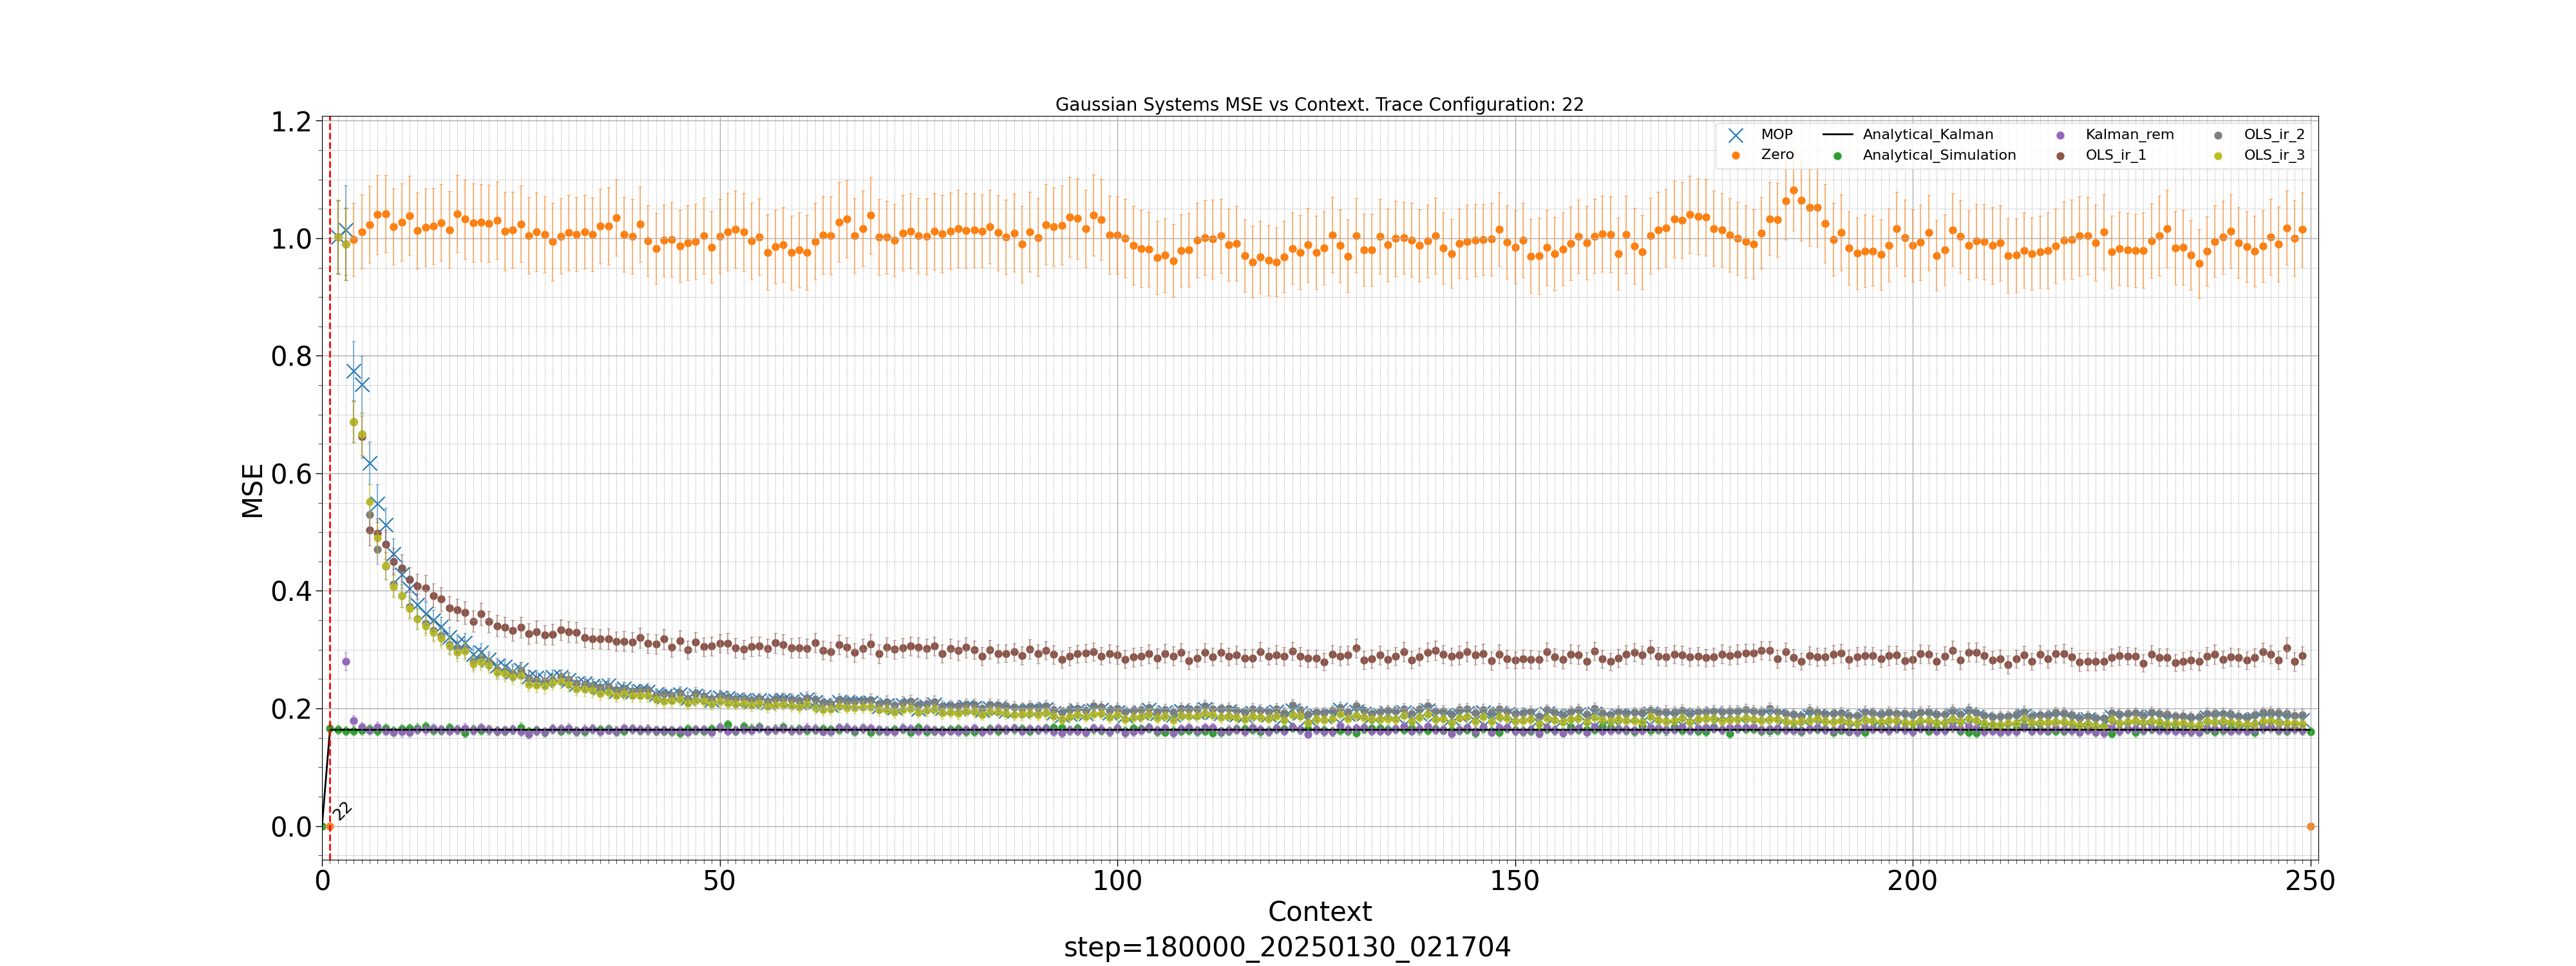 Gaussian Systems MSE vs Context. Trace Configuration: 22
MOP
Zero
Analytical_Kalman
Analytical_Simulation
Kalman_rem
OLS_ir_1
OLS_ir_2
OLS_ir_3
MSE
1.2
1.0
0.8
0.6
0.4
0.2
0.0
22
0
50
100
150
200
250
Context
step=180000_20250130_021704